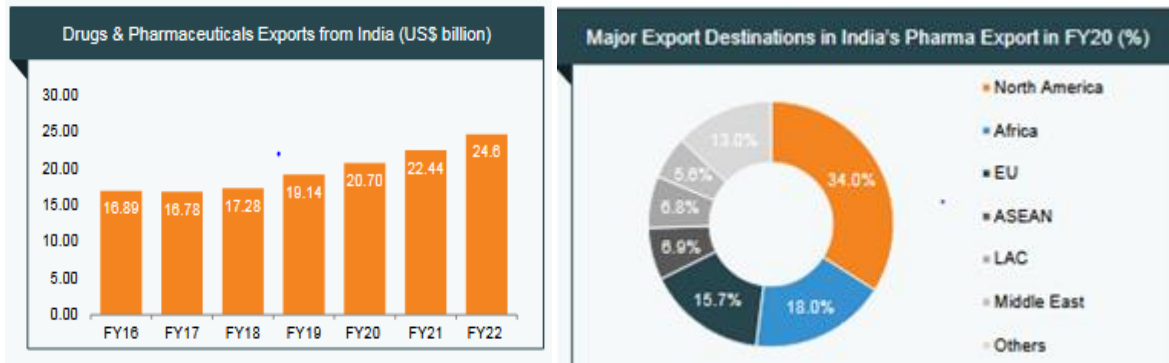 Drugs & Pharmaceuticals Exports from India (US$ billion)
30.00
25.00
20.00
15.00
10.00
5.00
0.00
16.89
16.78
17.28
19.14
20.70
22.44
24.6
FY16 FY17 FY18 FY19 FY20 FY21 FY22
Major Export Destinations in India's Pharma Export in FY20 (%)
34.0%
18.0%
15.7%
6.9%
6.8%
5.6%
13.0%
North America
Africa
EU
ASEAN
LAC
Middle East
Others